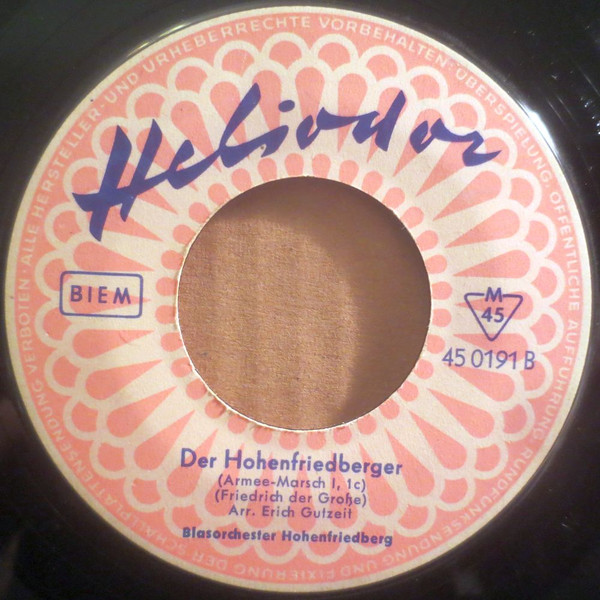 ALLE HERSTELLER- UND URHEBERRECHTE VORBEHALTEN · ÜBERSPIELUNG, ÖFFENTLICHE AUFFÜHRUNG, RUNDFUNKSENDUNG UND FIXIERUNG DER SCHALLPLATTENSENDUNG VERBOTEN ·
Heliodor
BIEM
M
45
45 0191 B
Der Hohenfriedberger
(Armee-Marsch I, 1c)
(Friedrich der Große)
Arr. Erich Gutzeit
Blasorchester Hohenfriedberg